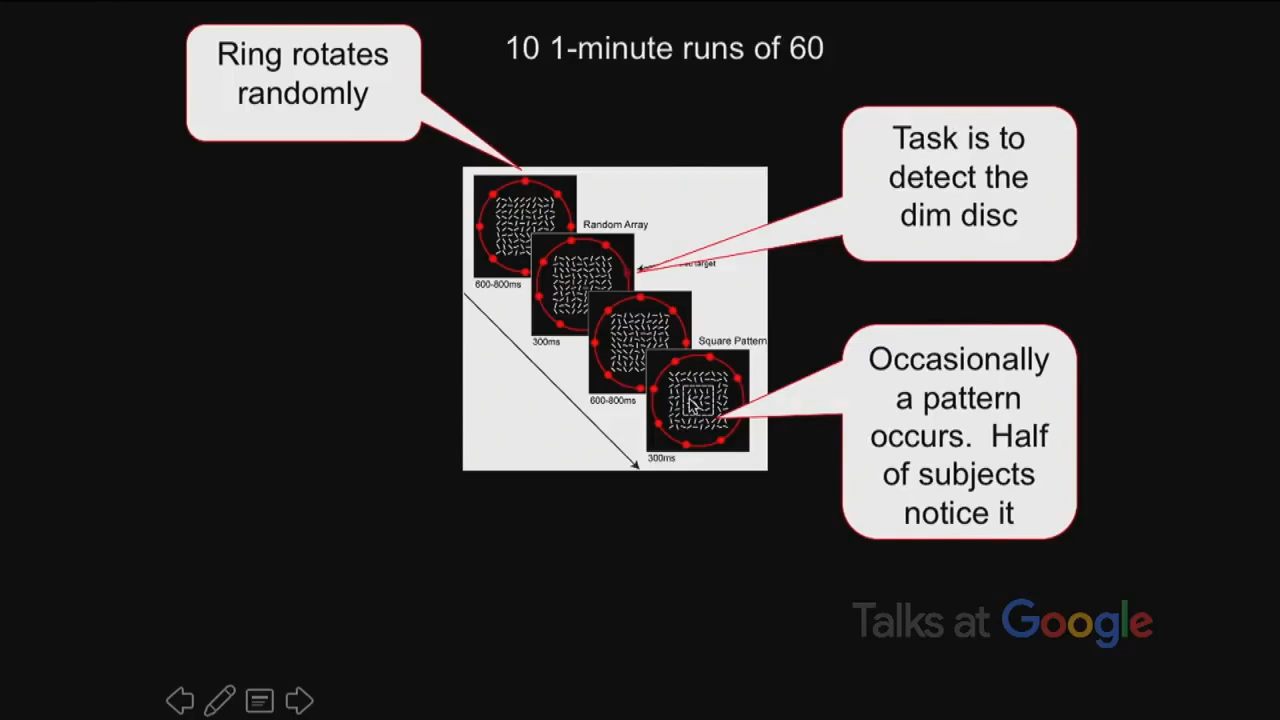 10 1-minute runs of 60
Ring rotates
randomly
Task is to
detect the
dim disc
Random Array
target
600-800ms
300ms
Square Pattern
600-800ms
300ms
Occasionally
a pattern
occurs. Half
of subjects
notice it
Talks at Google